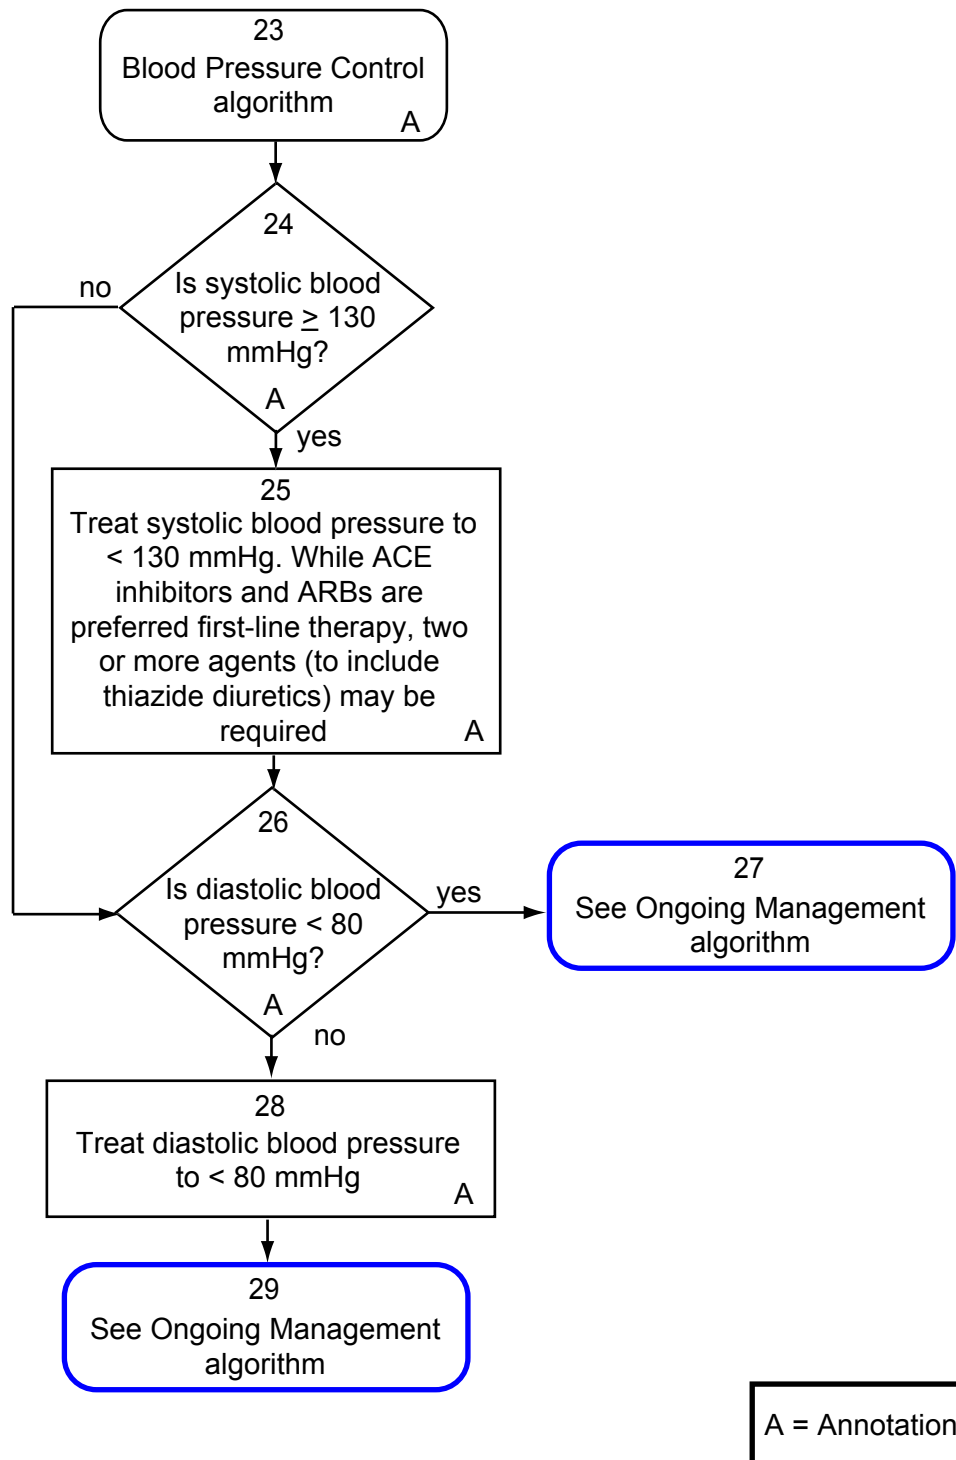 23
Blood Pressure Control
algorithm
A
24
no
Is systolic blood
pressure ≥ 130
mmHg?
A
yes
25
Treat systolic blood pressure to
< 130 mmHg. While ACE
inhibitors and ARBs are
preferred first-line therapy, two
or more agents (to include
thiazide diuretics) may be
required
A
26
Is diastolic blood
pressure < 80
mmHg?
A
yes
27
See Ongoing Management
algorithm
no
28
Treat diastolic blood pressure
to < 80 mmHg
A
29
See Ongoing Management
algorithm
A = Annotation